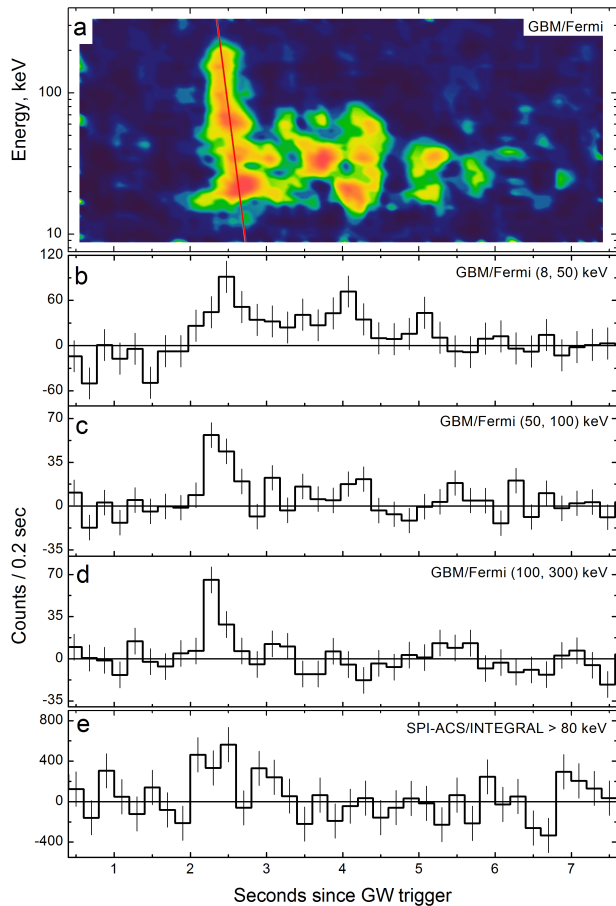 a
GBM/Fermi
Energy, keV
100
10
b
GBM/Fermi (8, 50) keV
120
60
0
-60
c
GBM/Fermi (50, 100) keV
70
35
0
-35
d
GBM/Fermi (100, 300) keV
70
35
0
-35
Counts / 0.2 sec
e
SPI-ACS/INTEGRAL > 80 keV
800
400
0
-400
1 2 3 4 5 6 7
Seconds since GW trigger